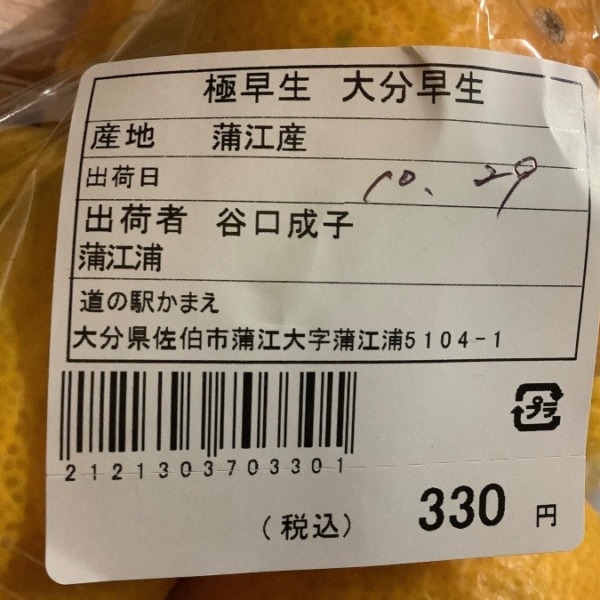 極早生 大分早生
産地 蒲江産
出荷日 10. 29
出荷者 谷口成子
蒲江浦
道の駅かまえ
大分県佐伯市蒲江大字蒲江浦5104-1
2121303703301
プラ
(税込) 330 円